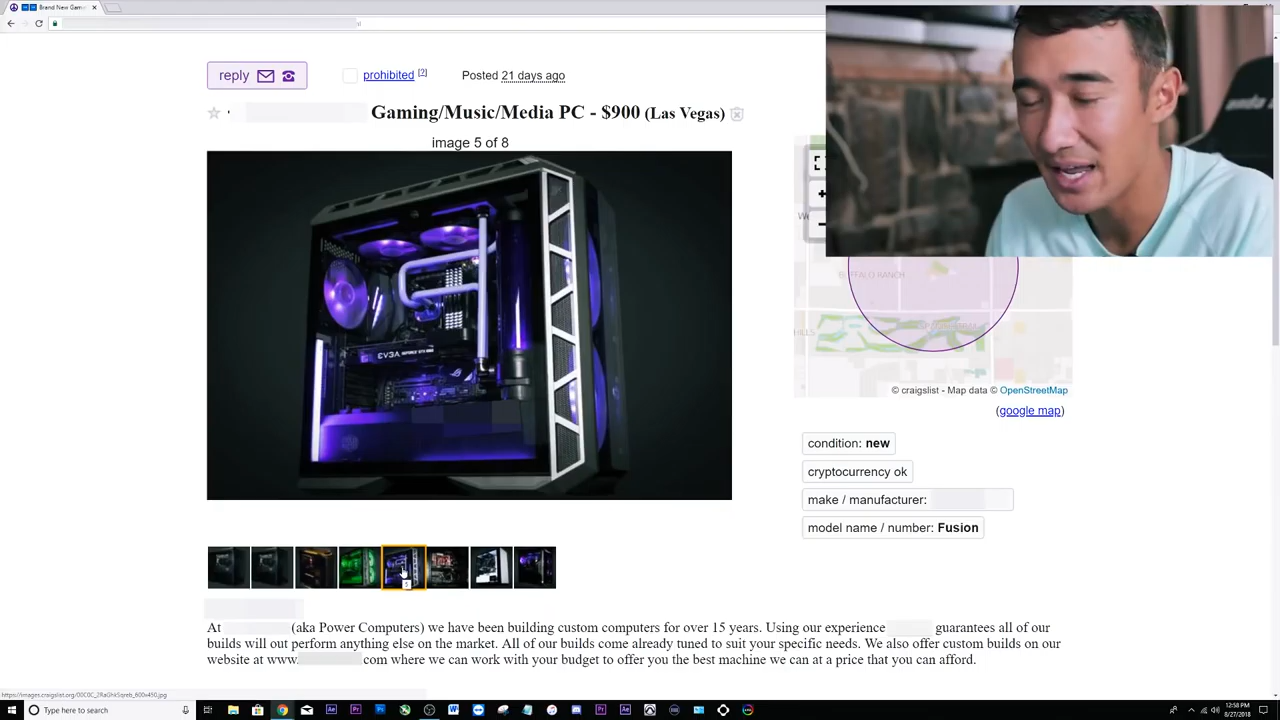 Brand New Game
reply
prohibited [?]
Posted 21 days ago
Gaming/Music/Media PC - $900 (Las Vegas)
image 5 of 8
EVGA
© craigslist - Map data © OpenStreetMap
(google map)
condition: new
cryptocurrency ok
make / manufacturer:
model name / number: Fusion
At (aka Power Computers) we have been building custom computers for over 15 years. Using our experience guarantees all of our
builds will out perform anything else on the market. All of our builds come already tuned to suit your specific needs. We also offer custom builds on our
website at www. com where we can work with your budget to offer you the best machine we can at a price that you can afford.
Type here to search
12:58 PM
8/27/2018